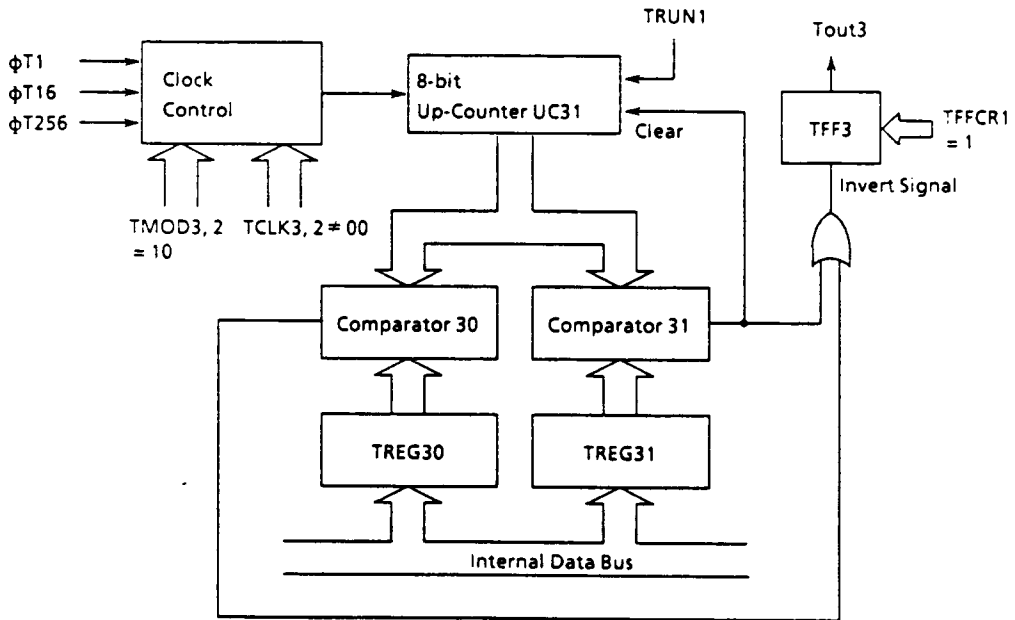 TRUN1
Tout3
ϕT1
ϕT16
ϕT256
Clock
Control
8-bit
Up-Counter UC31
Clear
TFF3
TFFCR1
= 1
Invert Signal
TMOD3, 2
= 10
TCLK3, 2 ≠ 00
Comparator 30
Comparator 31
TREG30
TREG31
Internal Data Bus